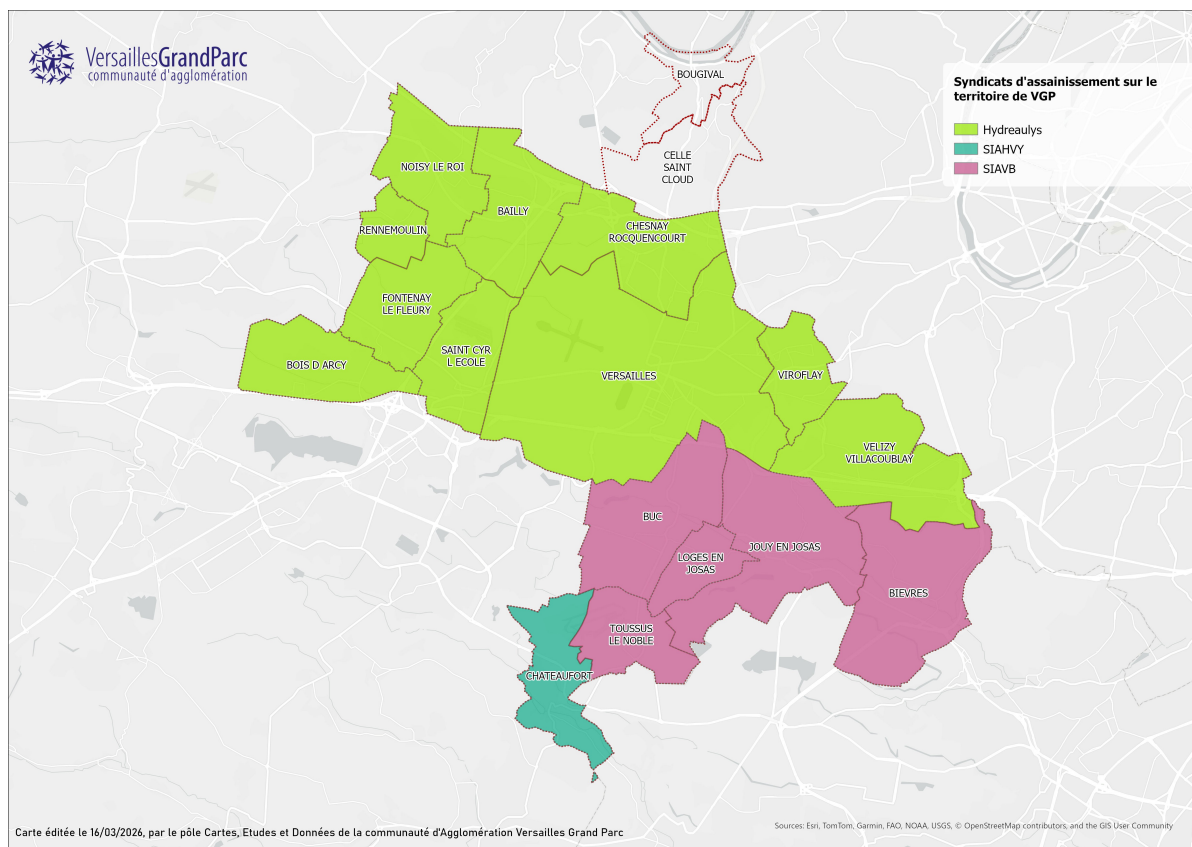 VersaillesGrandParc
communauté d'agglomération
BOUGIVAL
Syndicats d'assainissement sur le
territoire de VGP
Hydreaulys
SIAHVY
SIAVB
CELLE
SAINT
CLOUD
NOISY LE ROI
BAILLY
RENNEMOULIN
CHESNAY
ROCQUENCOURT
FONTENAY
LE FLEURY
SAINT CYR
L ECOLE
BOIS D ARCY
VERSAILLES
VIROFLAY
VELIZY
VILLACOUBLAY
BUC
LOGES EN
JOSAS
JOUY EN JOSAS
BIEVRES
TOUSSUS
LE NOBLE
CHATEAUFORT
Carte éditée le 16/03/2026, par le pôle Cartes, Etudes et Données de la communauté d'Agglomération Versailles Grand Parc
Sources: Esri, TomTom, Garmin, FAO, NOAA, USGS, © OpenStreetMap contributors, and the GIS User Community